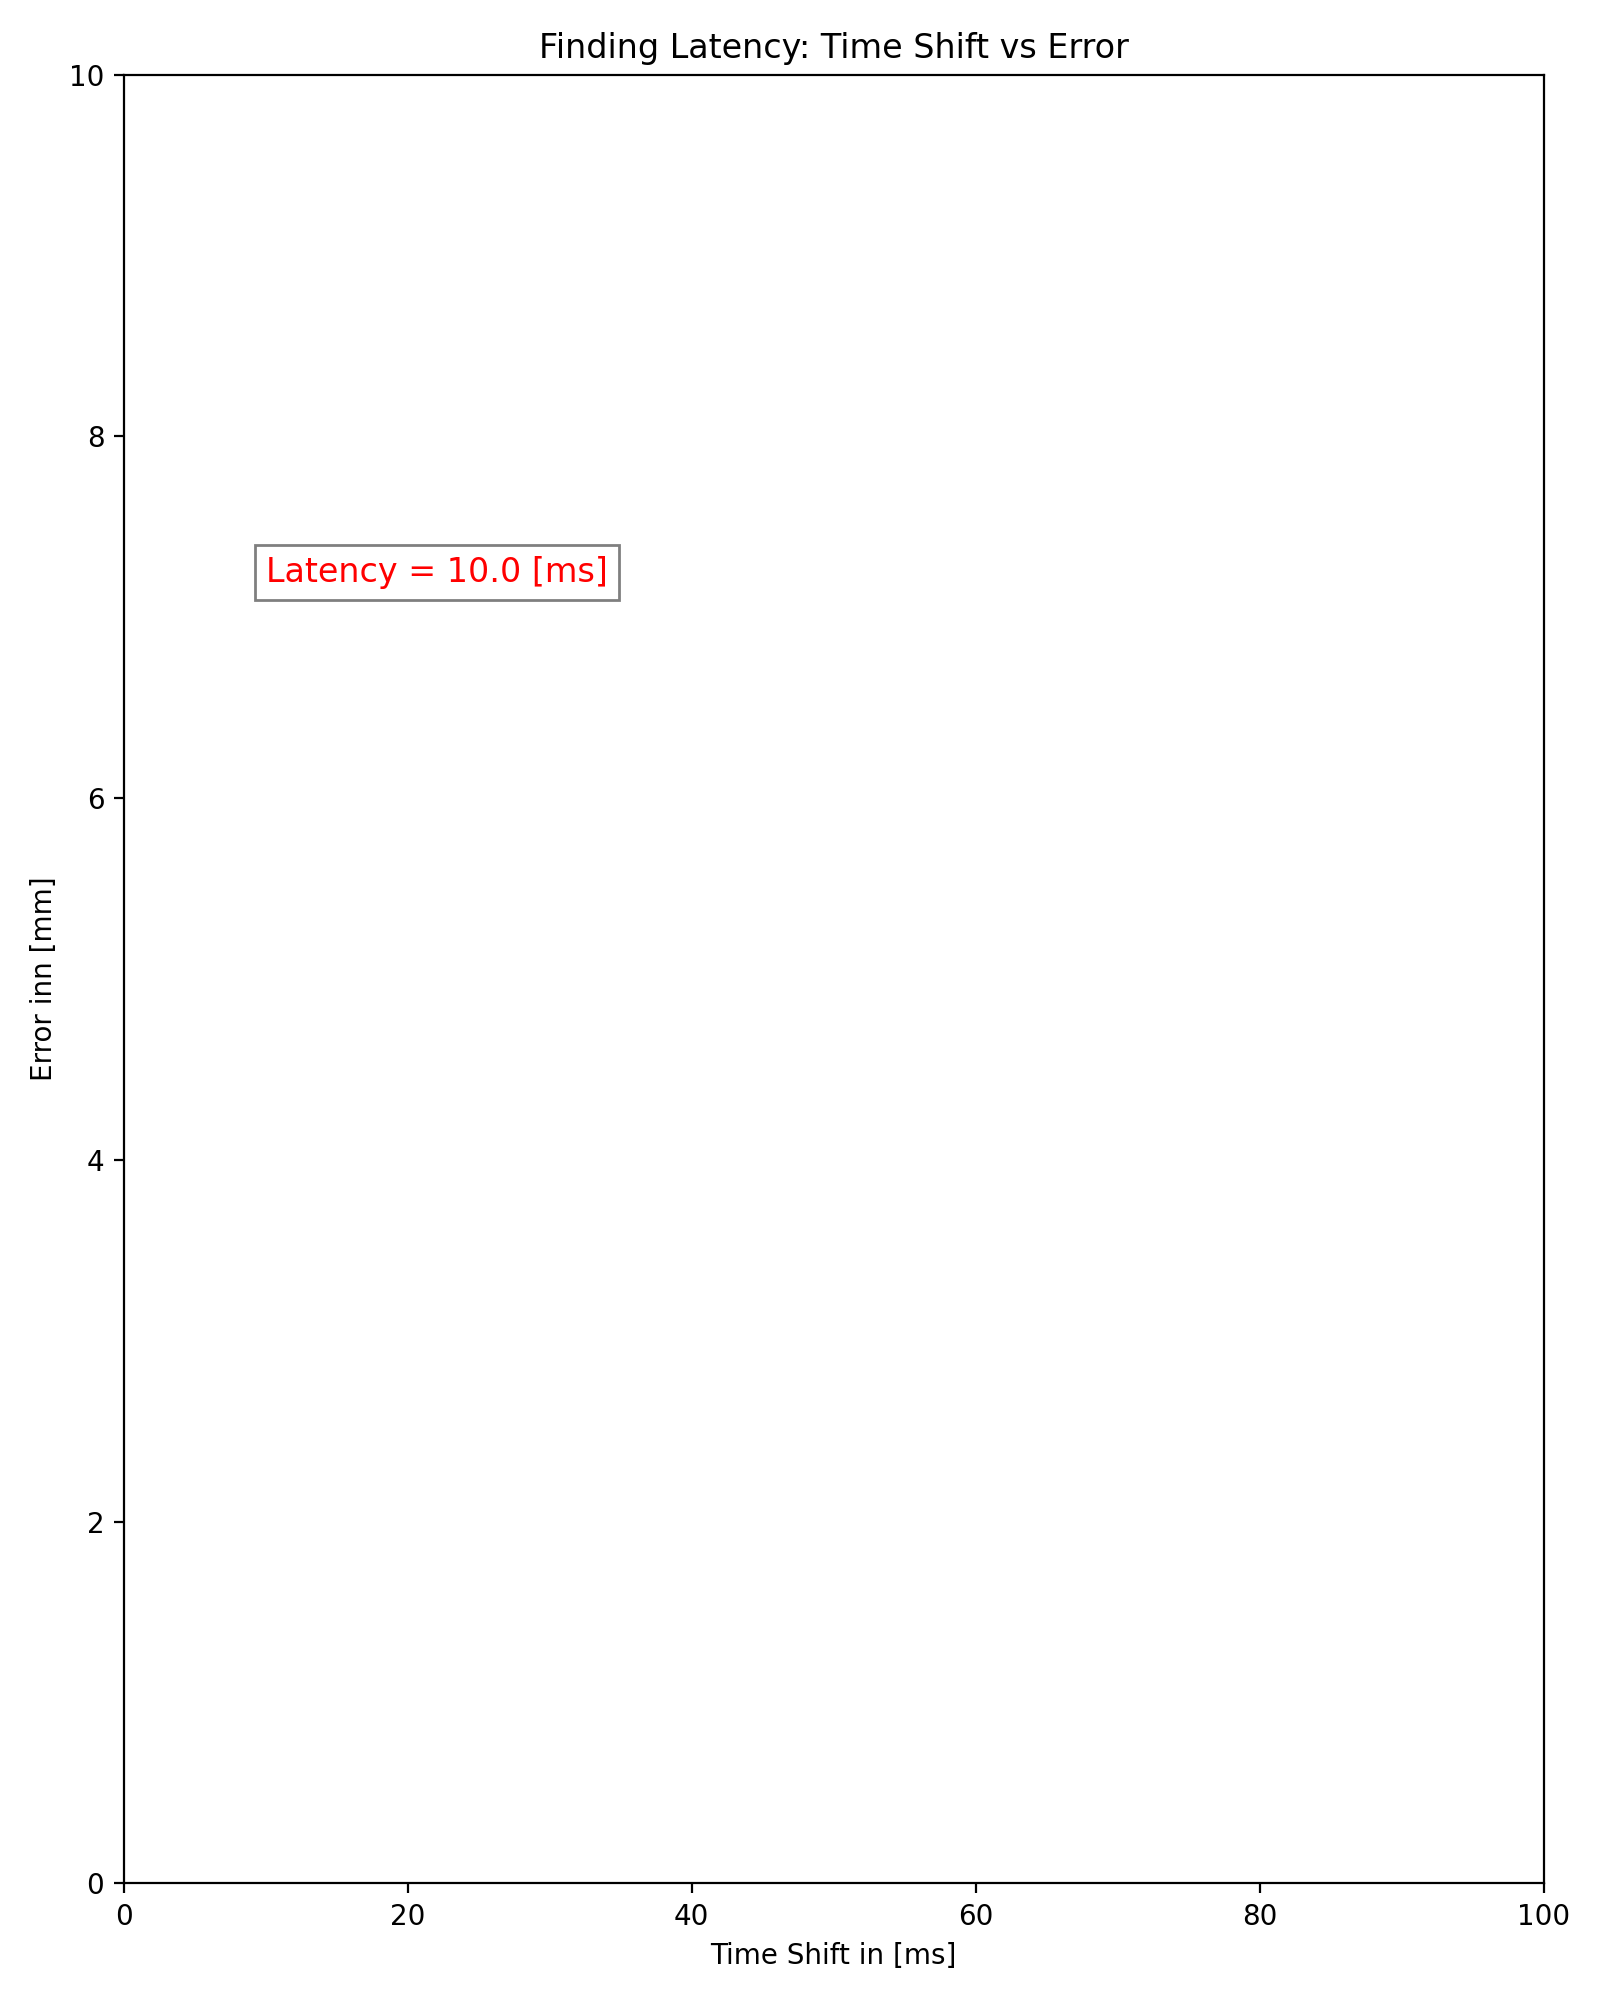 Finding Latency: Time Shift vs Error
10
8
Latency = 10.0 [ms]
6
Error inn [mm]
4
2
0
0 20 40 60 80 100
Time Shift in [ms]